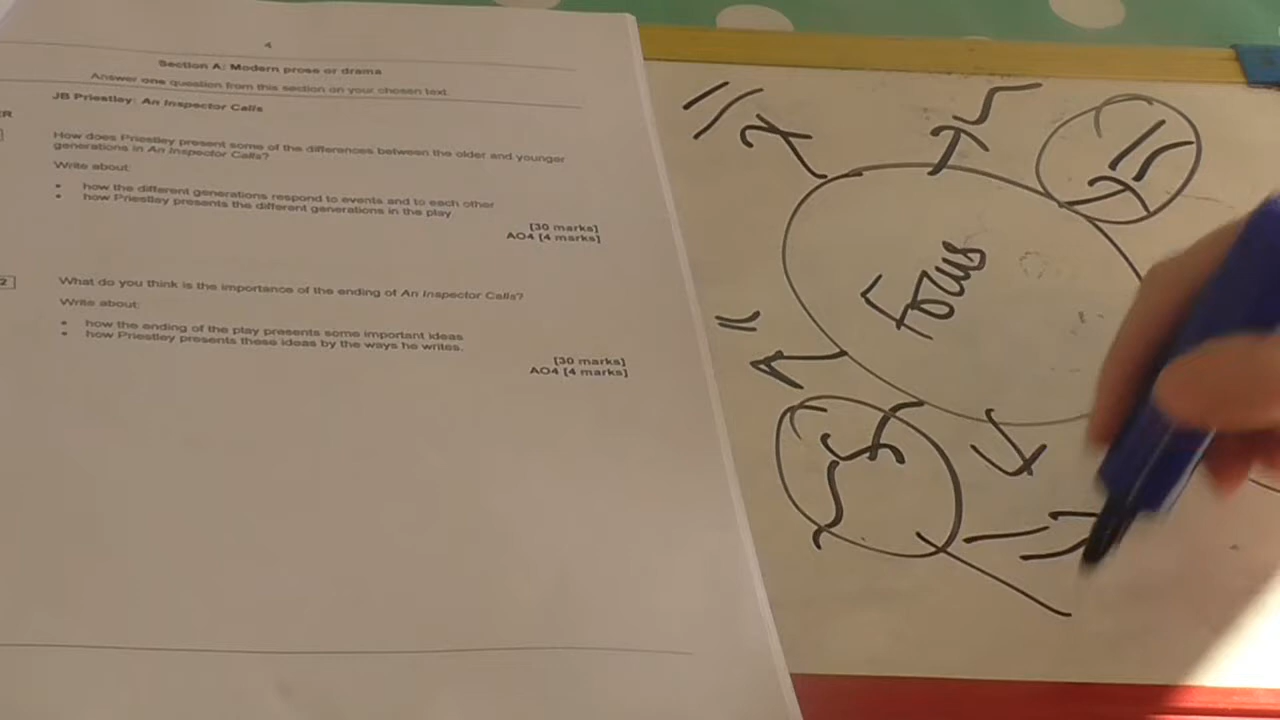 4
Section A: Modern prose or drama
Answer one question from this section on your chosen text.
JB Priestley: An Inspector Calls
How does Priestley present some of the differences between the older and younger
generations in An Inspector Calls?
Write about:
• how the different generations respond to events and to each other
• how Priestley presents the different generations in the play
[30 marks]
AO4 [4 marks]
2
What do you think is the importance of the ending of An Inspector Calls?
Write about:
• how the ending of the play presents some important ideas
• how Priestley presents these ideas by the ways he writes.
[30 marks]
AO4 [4 marks]
Focus